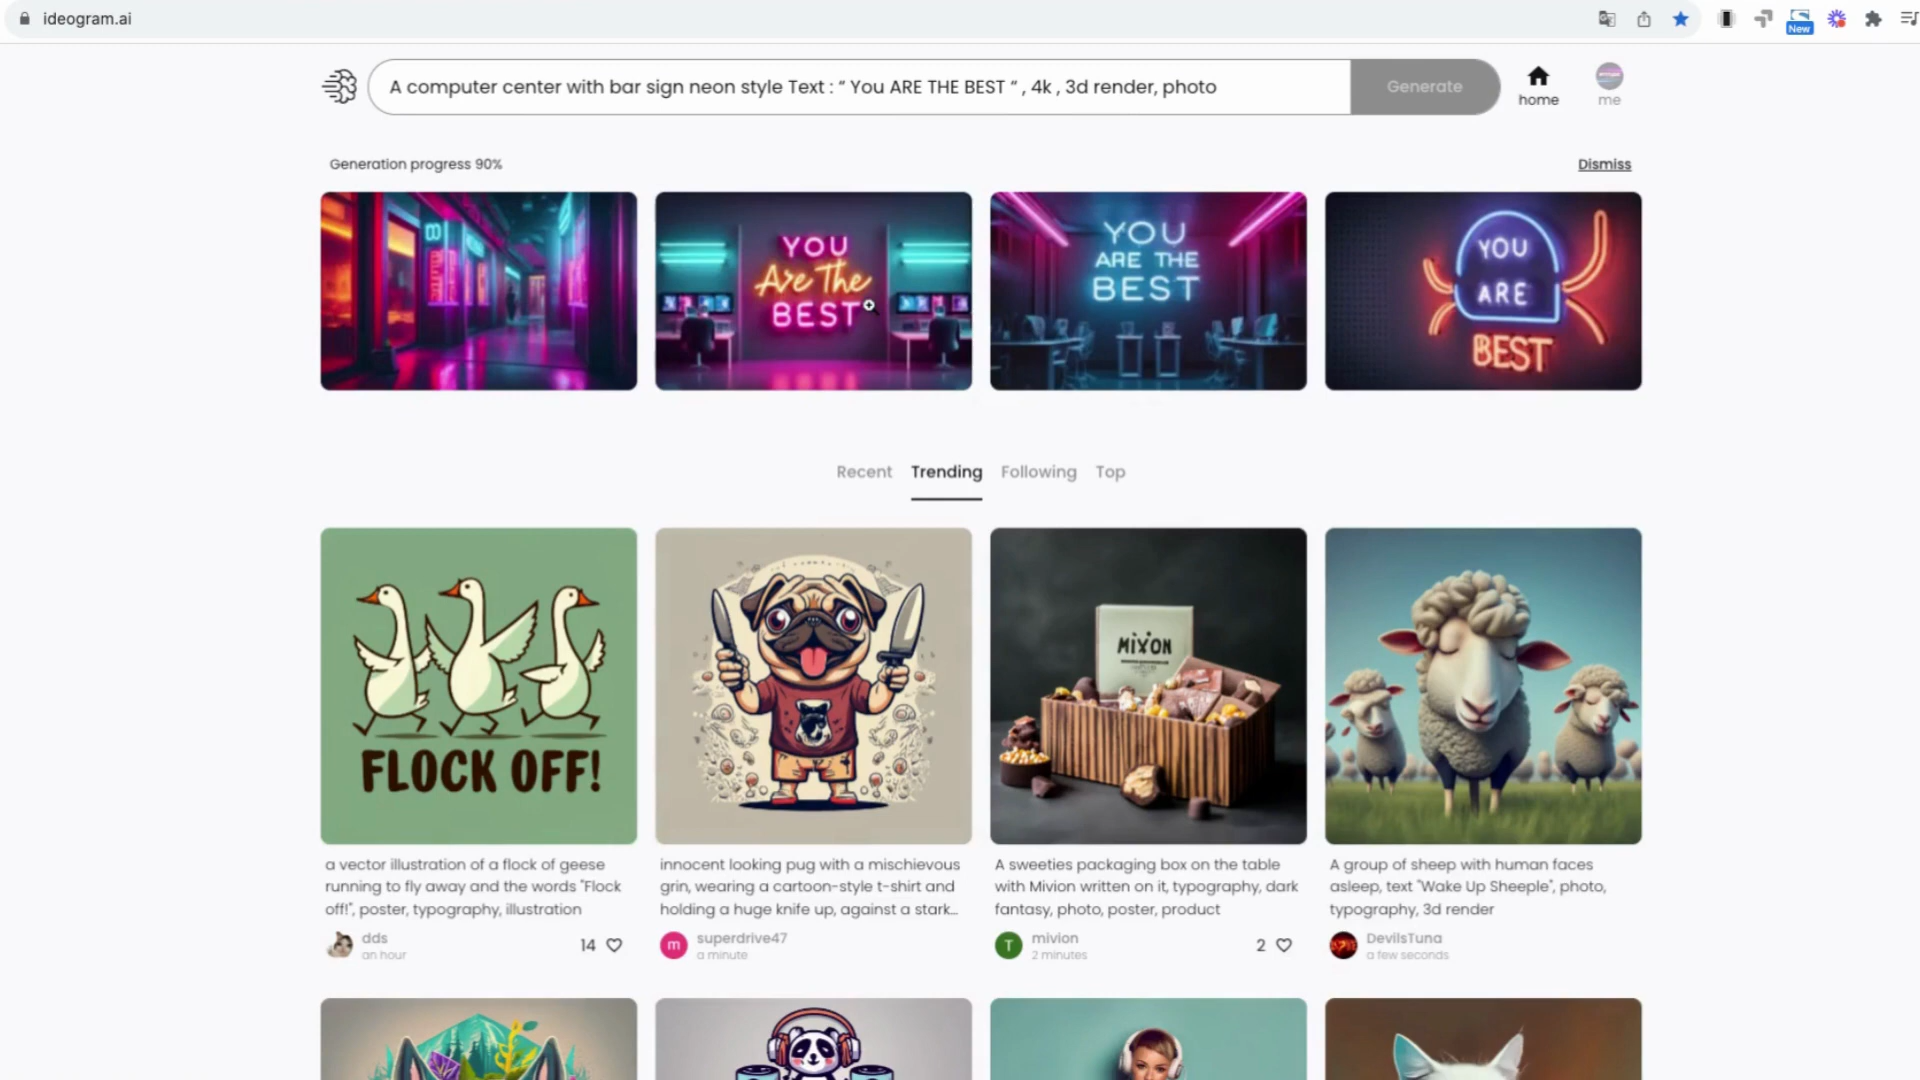 ideogram.ai
New
A computer center with bar sign neon style Text : “ You ARE THE BEST “ , 4k , 3d render, photo
Generate
home
me
Generation progress 90%
Dismiss
YOU
Are The
BEST
YOU
ARE THE
BEST
YOU
ARE
BEST
Recent
Trending
Following
Top
FLOCK OFF!
MIXON
a vector illustration of a flock of geese
running to fly away and the words "Flock
off!", poster, typography, illustration
dds
an hour
14
innocent looking pug with a mischievous
grin, wearing a cartoon-style t-shirt and
holding a huge knife up, against a stark...
m
superdrive47
a minute
A sweeties packaging box on the table
with Mivion written on it, typography, dark
fantasy, photo, poster, product
T
mivion
2 minutes
2
A group of sheep with human faces
asleep, text "Wake Up Sheeple", photo,
typography, 3d render
DevilsTuna
a few seconds